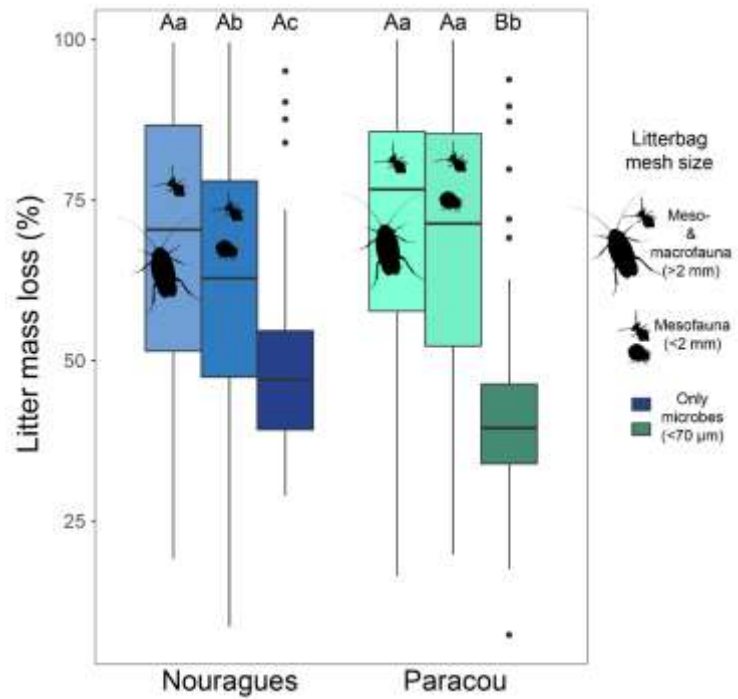 Aa Ab Ac Aa Aa Bb
100
75
50
25
Litter mass loss (%)
Nouragues Paracou
Litterbag
mesh size
Meso-
&
macrofauna
(>2 mm)
Mesofauna
(<2 mm)
Only
microbes
(<70 µm)